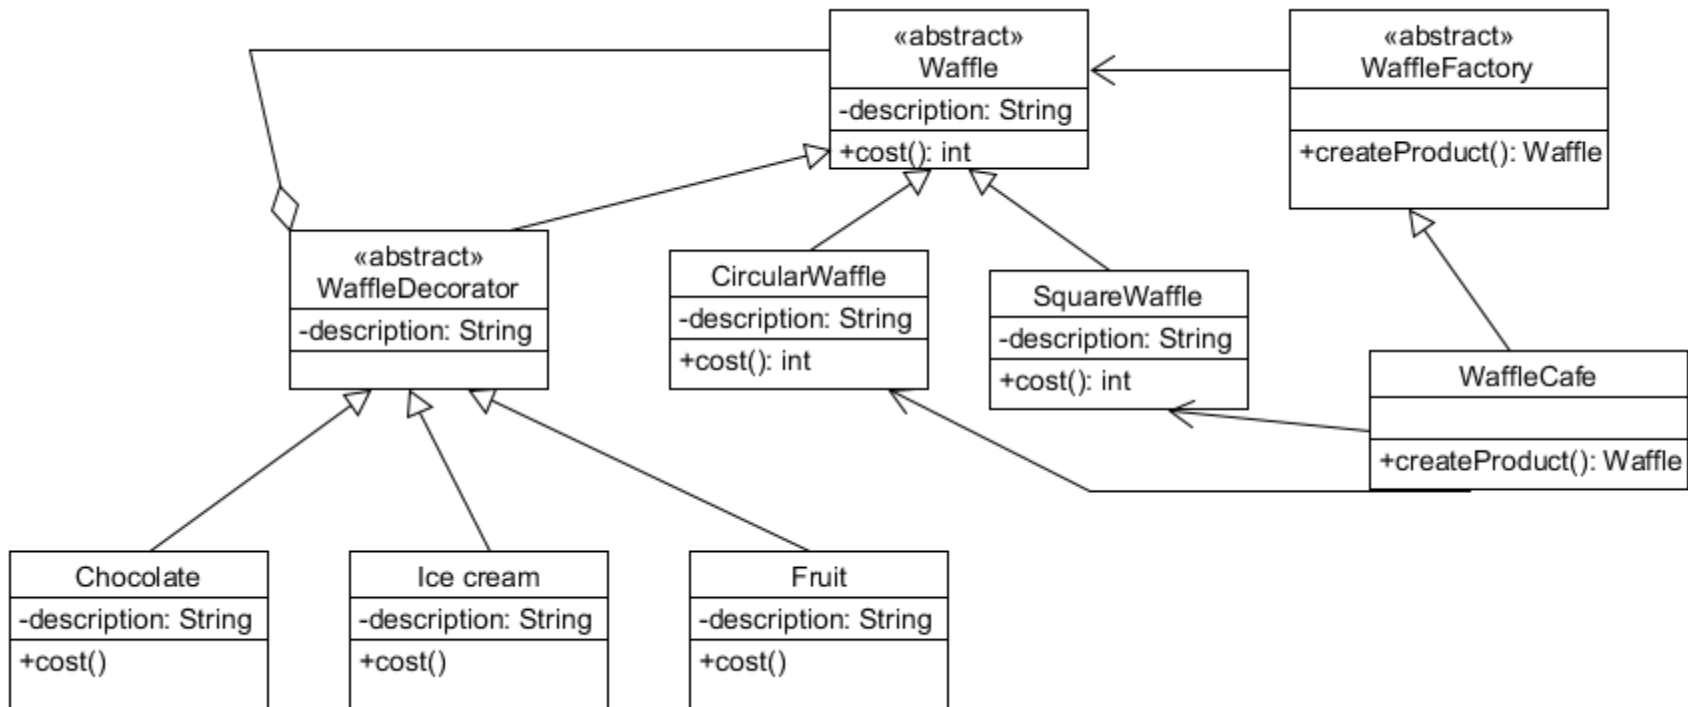 «abstract»
Waffle
-description: String
+cost(): int
«abstract»
WaffleFactory
+createProduct(): Waffle
«abstract»
WaffleDecorator
-description: String
CircularWaffle
-description: String
+cost(): int
SquareWaffle
-description: String
+cost(): int
WaffleCafe
+createProduct(): Waffle
Chocolate
-description: String
+cost()
Ice cream
-description: String
+cost()
Fruit
-description: String
+cost()